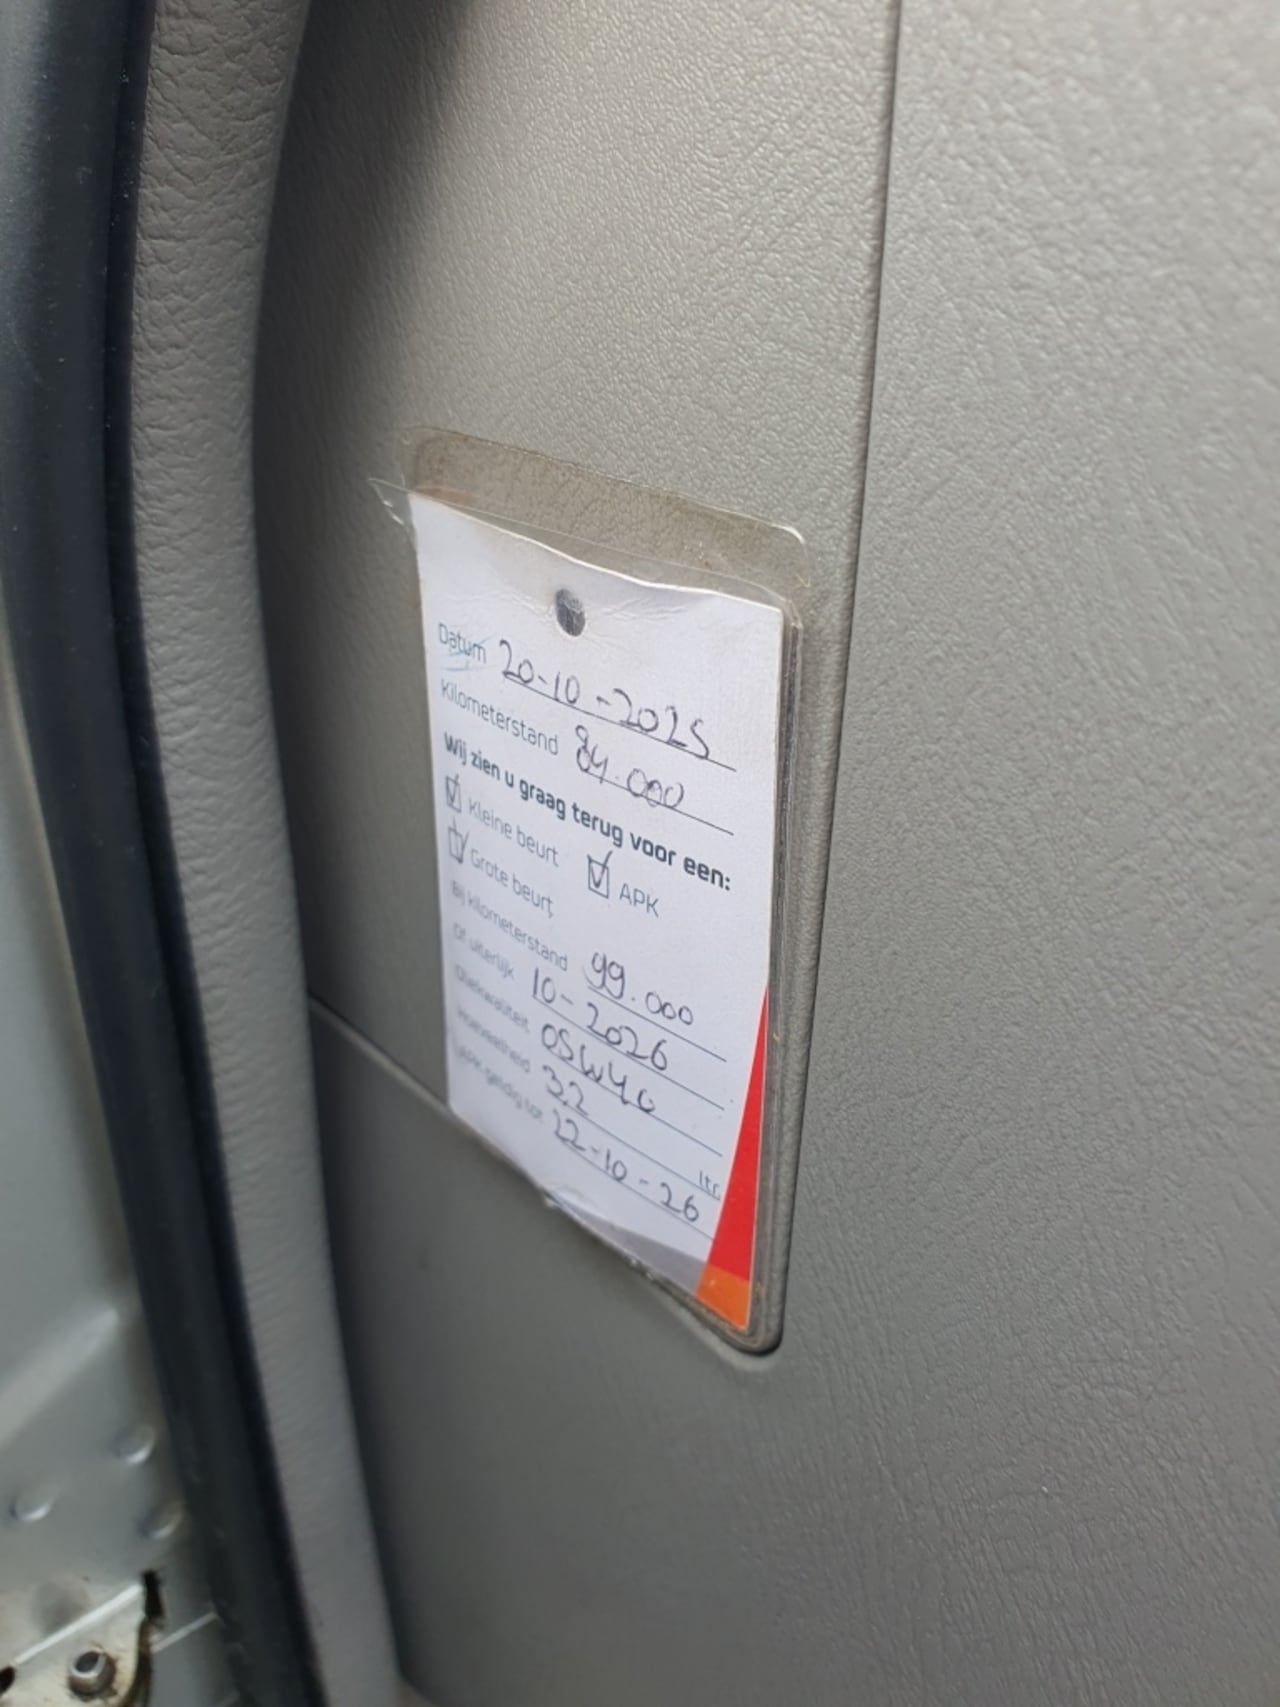 Datum 20-10-2025
Kilometerstand 84.000
Wij zien u graag terug voor een:
Kleine beurt
APK
Grote beurt
Bij kilometerstand 99.000
Of uiterlijk 10-2026
Oliekwaliteit 05W40
Hoeveelheid 3,2 ltr.
APK geldig tot 22-10-26